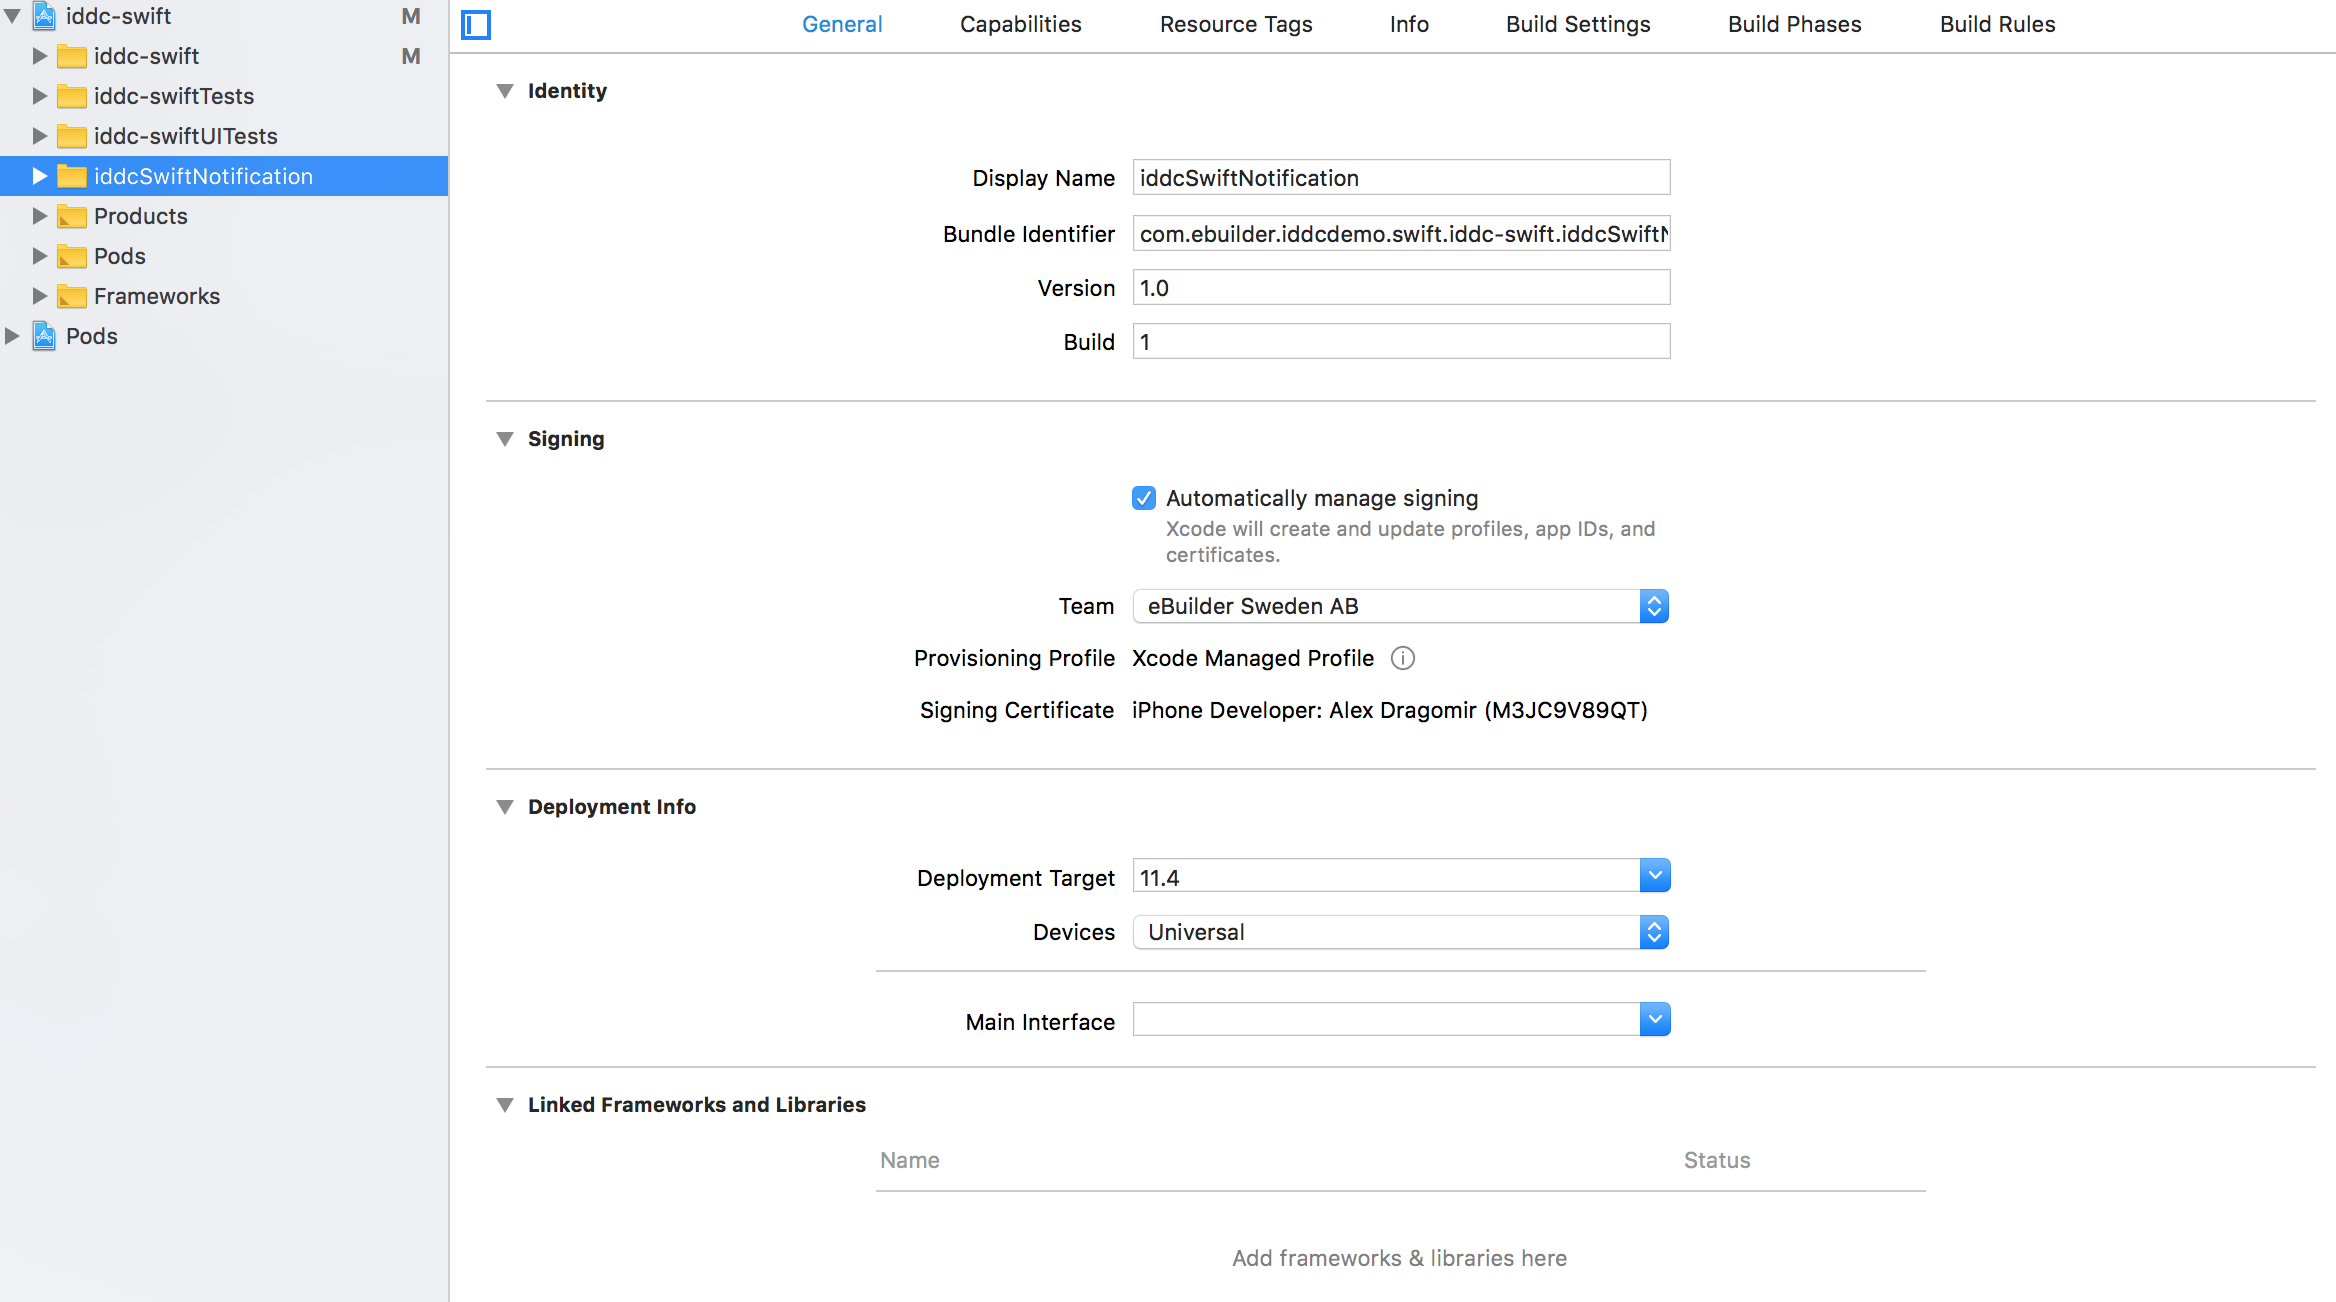 iddc-swift M
iddc-swift M
iddc-swiftTests
iddc-swiftUITests
iddcSwiftNotification
Products
Pods
Frameworks
Pods
General Capabilities Resource Tags Info Build Settings Build Phases Build Rules
Identity
Display Name iddcSwiftNotification
Bundle Identifier com.ebuilder.iddcdemo.swift.iddc-swift.iddcSwiftN
Version 1.0
Build 1
Signing
Automatically manage signing
Xcode will create and update profiles, app IDs, and
certificates.
Team eBuilder Sweden AB
Provisioning Profile Xcode Managed Profile
Signing Certificate iPhone Developer: Alex Dragomir (M3JC9V89QT)
Deployment Info
Deployment Target 11.4
Devices Universal
Main Interface
Linked Frameworks and Libraries
Name Status
Add frameworks & libraries here